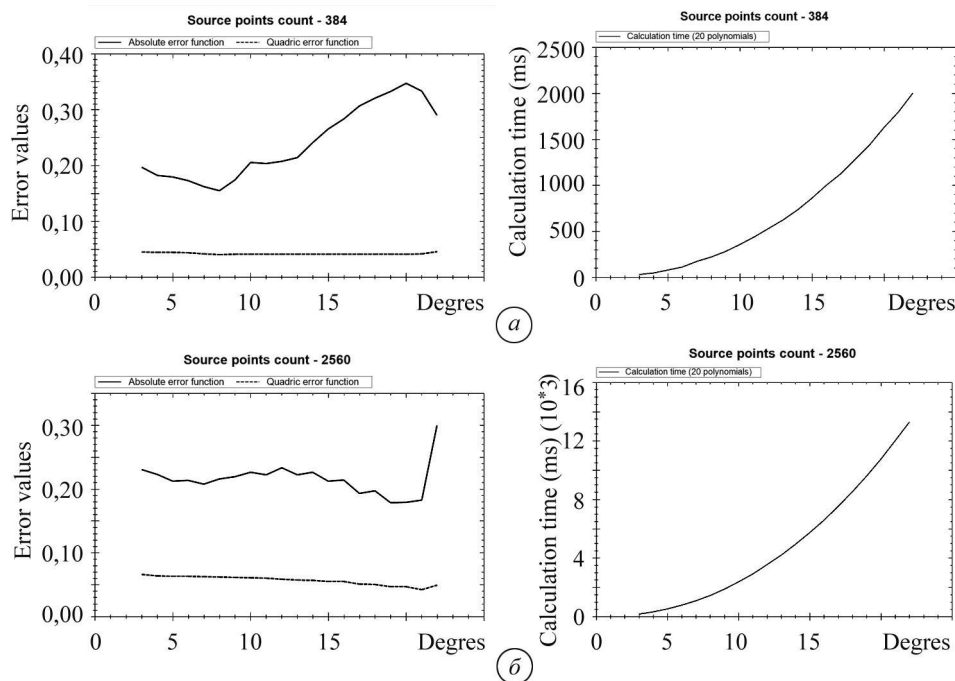 Source points count - 384
Absolute error function Quadric error function
Error values
0,40
0,30
0,20
0,10
0,00
0 5 10 15 Degres
Source points count - 384
Calculation time (20 polynomials)
Calculation time (ms)
2500
2000
1500
1000
500
0
0 5 10 15 Degres
а
Source points count - 2560
Absolute error function Quadric error function
Error values
0,30
0,20
0,10
0,00
0 5 10 15 Degres
Source points count - 2560
Calculation time (20 polynomials)
Calculation time (ms) (10*3)
16
12
8
4
0
0 5 10 15 Degres
б